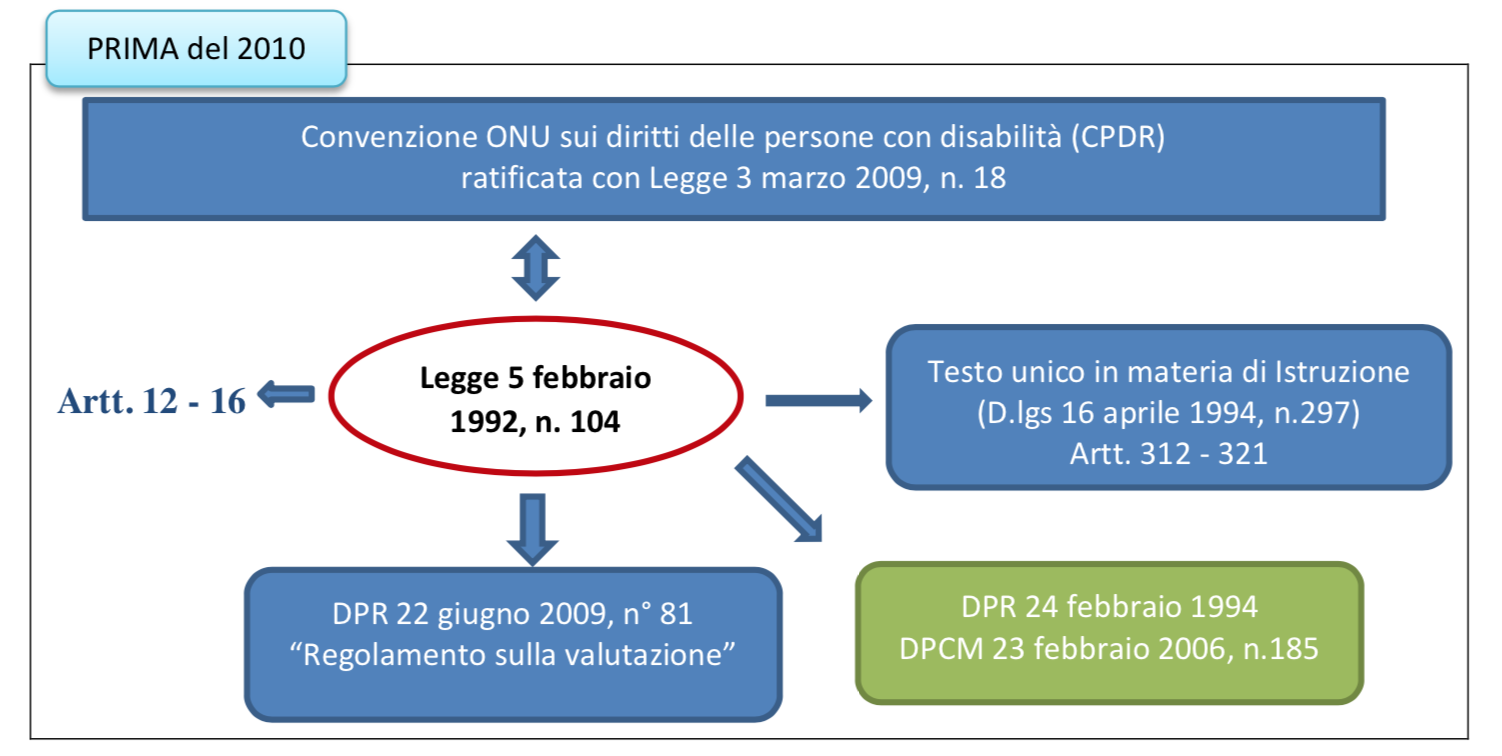 PRIMA del 2010
Convenzione ONU sui diritti delle persone con disabilità (CPDR)
ratificata con Legge 3 marzo 2009, n. 18
Artt. 12 - 16
Legge 5 febbraio
1992, n. 104
Testo unico in materia di Istruzione
(D.lgs 16 aprile 1994, n.297)
Artt. 312 - 321
DPR 22 giugno 2009, n° 81
“Regolamento sulla valutazione”
DPR 24 febbraio 1994
DPCM 23 febbraio 2006, n.185